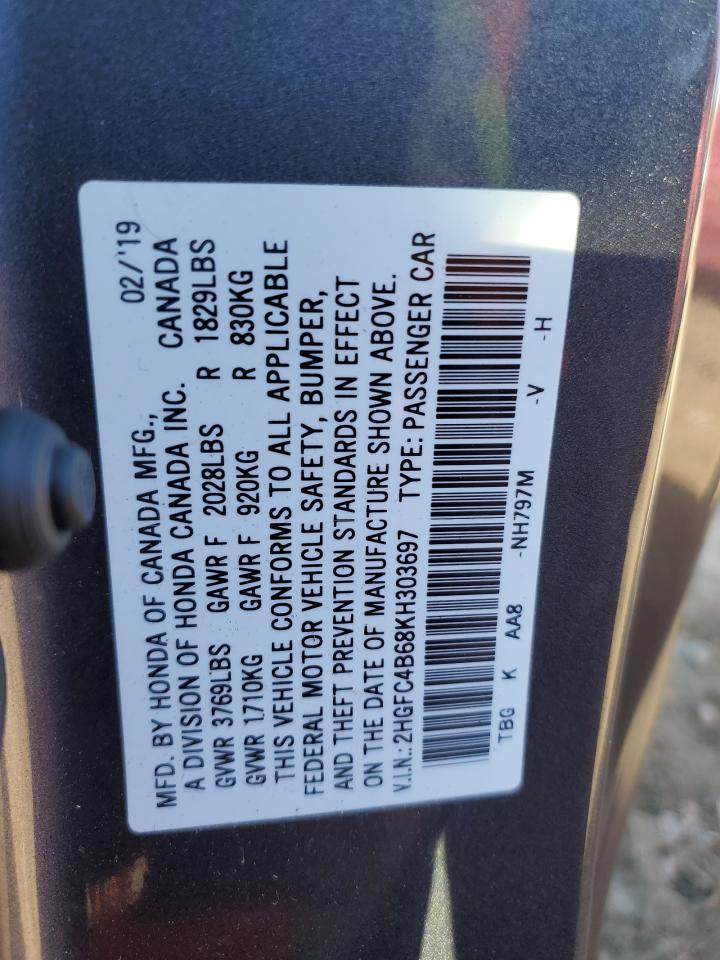 02/'19
MFD. BY HONDA OF CANADA MFG.,
A DIVISION OF HONDA CANADA INC. CANADA
GVWR 3769LBS GAWR F 2028LBS R 1829LBS
GVWR 1710KG GAWR F 920KG R 830KG
THIS VEHICLE CONFORMS TO ALL APPLICABLE
FEDERAL MOTOR VEHICLE SAFETY, BUMPER,
AND THEFT PREVENTION STANDARDS IN EFFECT
ON THE DATE OF MANUFACTURE SHOWN ABOVE.
V.I.N.: 2HGFC4B68KH303697 TYPE: PASSENGER CAR
TBG K AA8 -NH797M -V -H